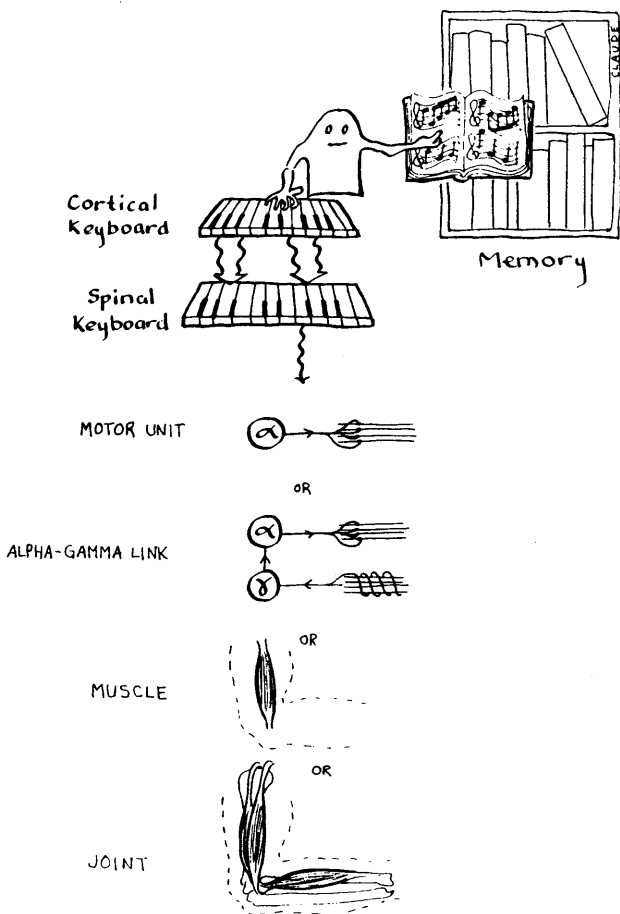 CLAUDE
Cortical
Keyboard
Memory
Spinal
Keyboard
MOTOR UNIT
α
OR
α
ALPHA-GAMMA LINK
γ
OR
MUSCLE
OR
JOINT